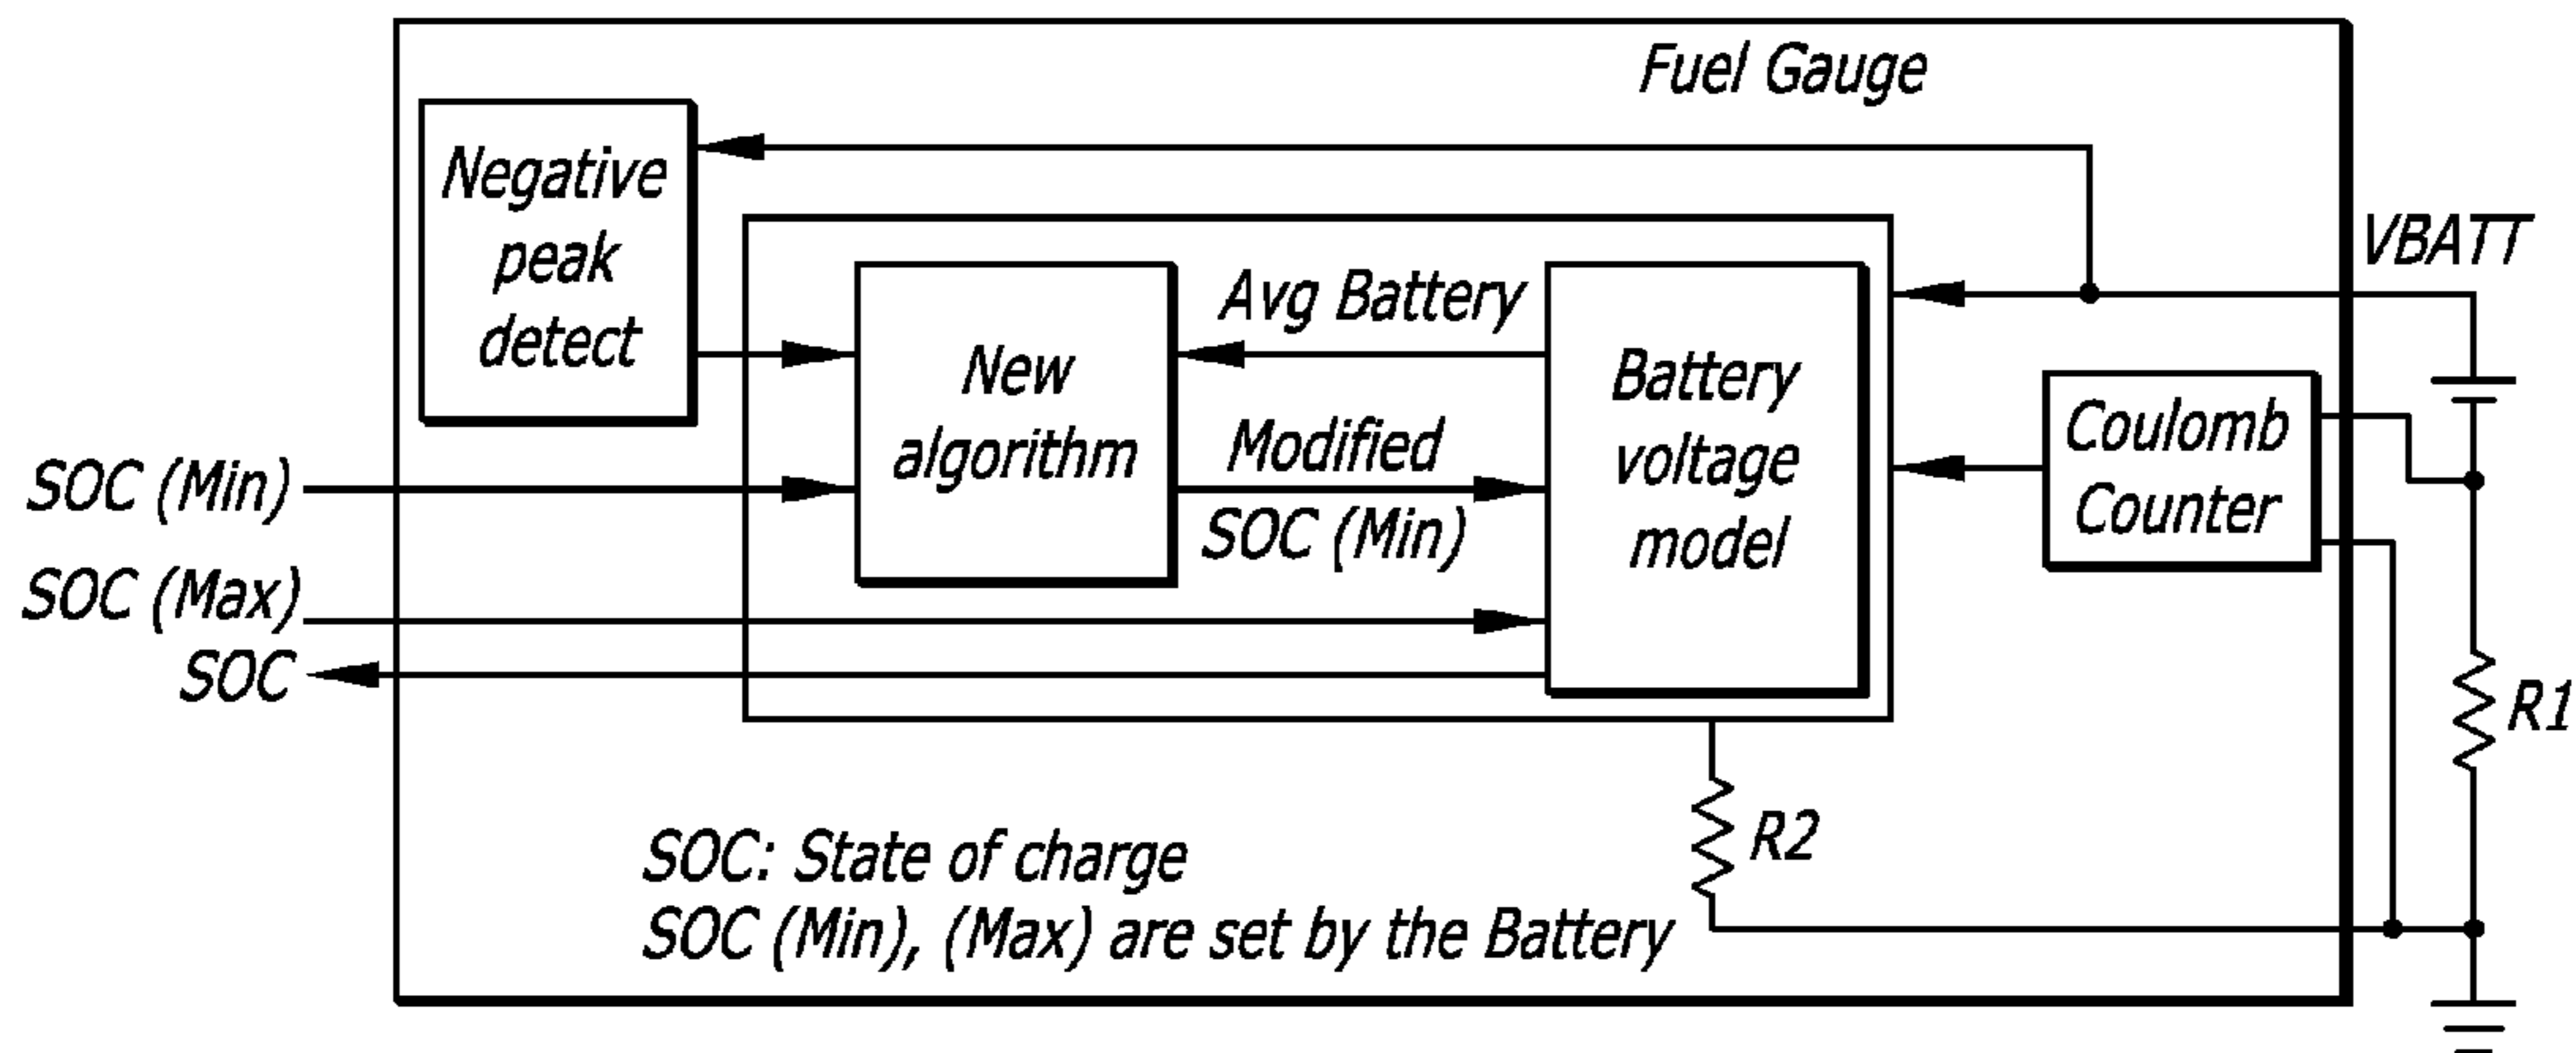 Fuel Gauge
Negative
peak
detect
VBATT
Avg Battery
New
algorithm
Modified
SOC (Min)
Battery
voltage
model
Coulomb
Counter
SOC (Min)
SOC (Max)
SOC
R1
R2
SOC: State of charge
SOC (Min), (Max) are set by the Battery